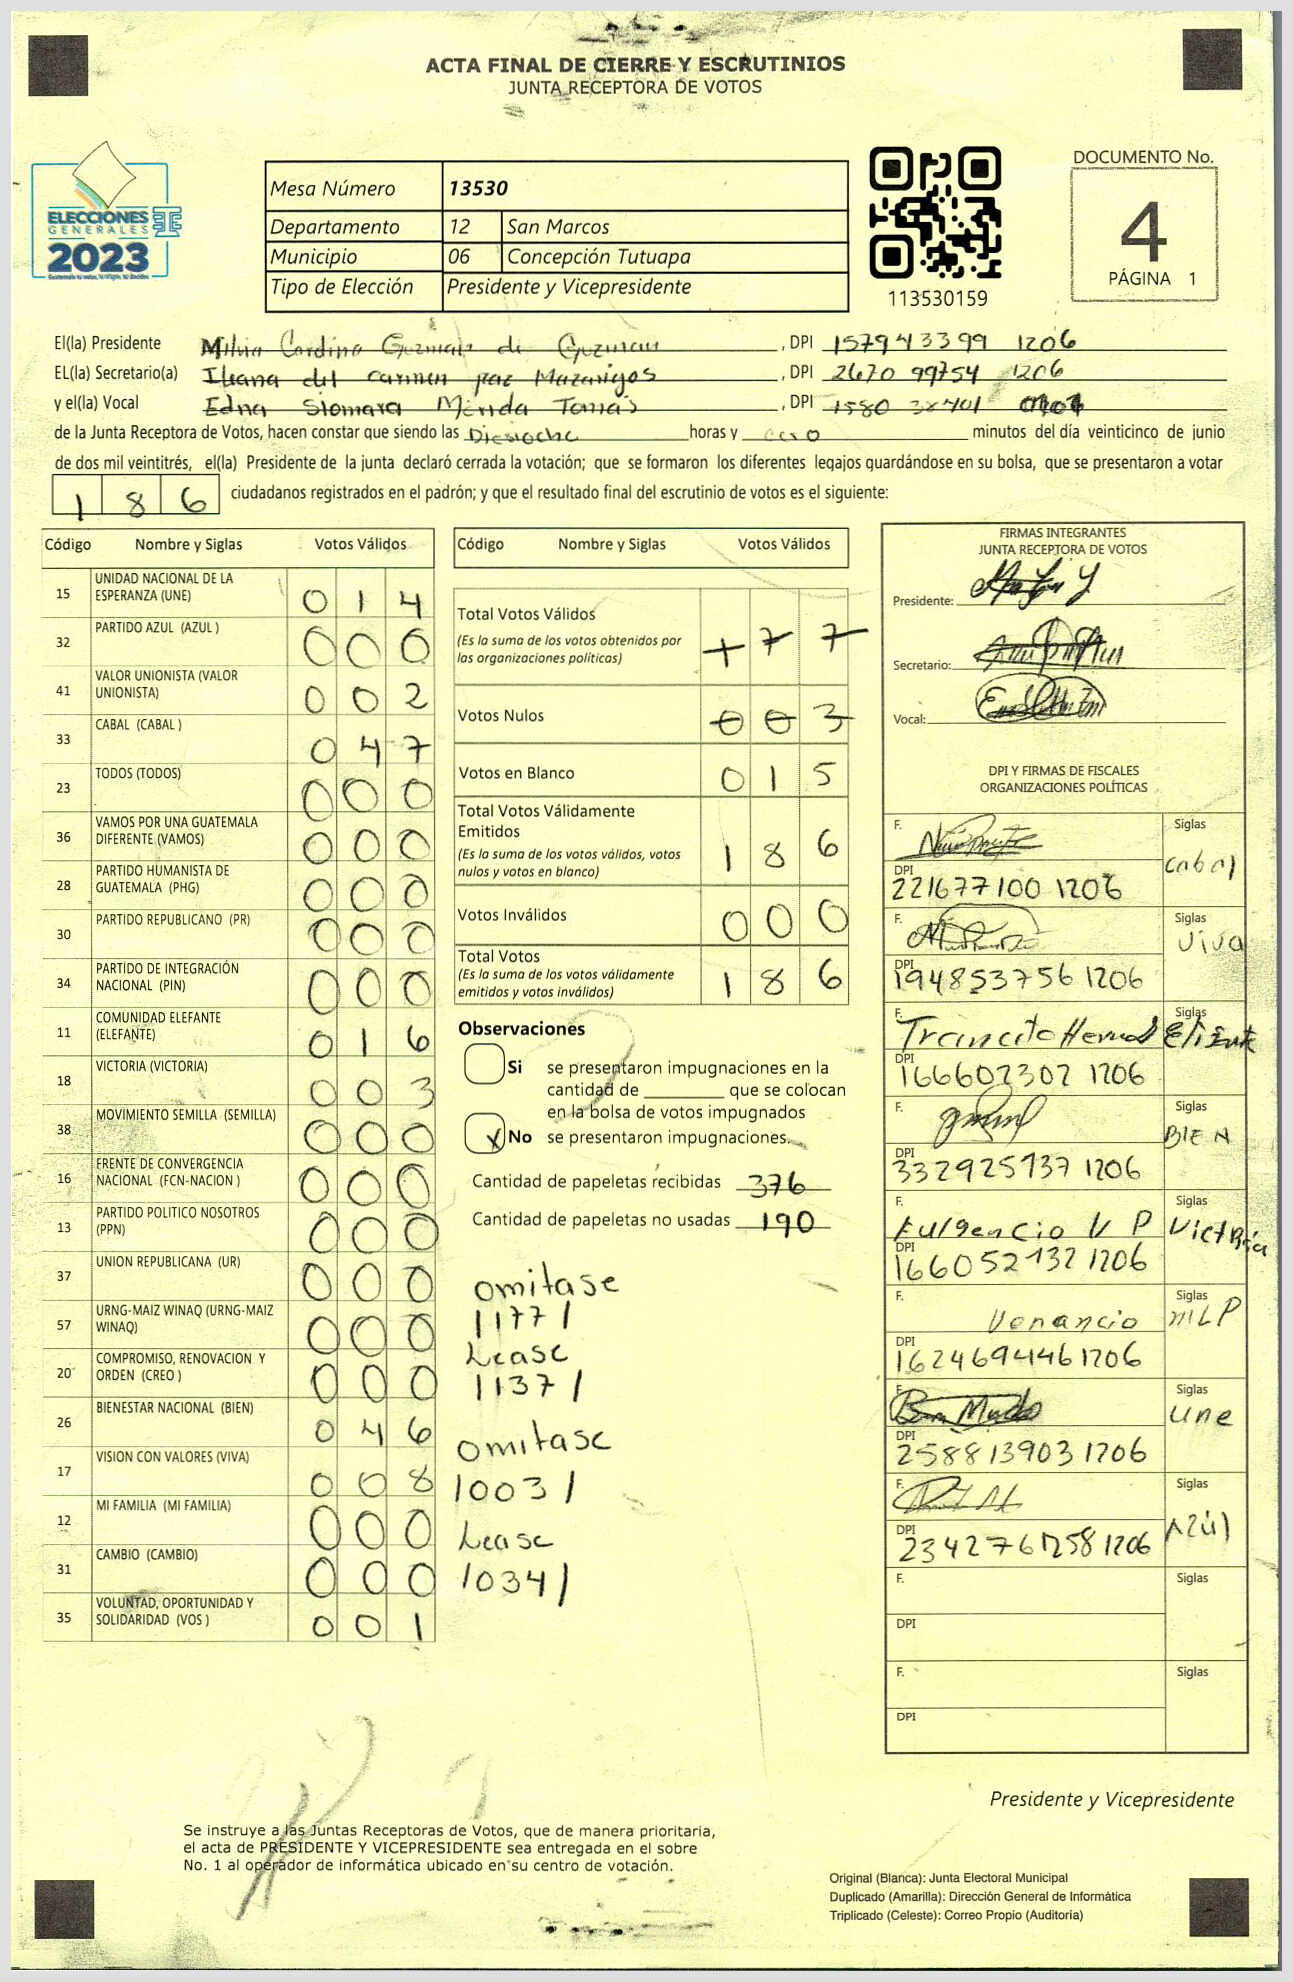 ACTA FINAL DE CIERRE Y ESCRUTINIOS
JUNTA RECEPTORA DE VOTOS
ELECCIONES
GENERALES
2023
Mesa Número 13530
Departamento 12 San Marcos
Municipio 06 Concepción Tutuapa
Tipo de Elección Presidente y Vicepresidente
113530159
DOCUMENTO No.
4
PÁGINA 1
El(la) Presidente Guzman de Guzman, DPI 157943399 1206
EL(la) Secretario(a) Ileana del carmen paz Mazariegos, DPI 2670 99754 1206
y el(la) Vocal Edna Siomara Mérida Tomás, DPI 1580
de la Junta Receptora de Votos, hacen constar que siendo las Diesiocho horas y cero minutos del día veinticinco de junio
de dos mil veintitrés, el(la) Presidente de la junta declaró cerrada la votación; que se formaron los diferentes legajos guardándose en su bolsa, que se presentaron a votar
186 ciudadanos registrados en el padrón; y que el resultado final del escrutinio de votos es el siguiente:
Código Nombre y Siglas Votos Válidos
15 UNIDAD NACIONAL DE LA ESPERANZA (UNE) 0 1 4
32 PARTIDO AZUL (AZUL ) 0 0 0
41 VALOR UNIONISTA (VALOR UNIONISTA) 0 0 2
33 CABAL (CABAL ) 0 4 7
23 TODOS (TODOS) 0 0 0
36 VAMOS POR UNA GUATEMALA DIFERENTE (VAMOS) 0 0 0
28 PARTIDO HUMANISTA DE GUATEMALA (PHG) 0 0 0
30 PARTIDO REPUBLICANO (PR) 0 0 0
34 PARTIDO DE INTEGRACIÓN NACIONAL (PIN) 0 0 0
11 COMUNIDAD ELEFANTE (ELEFANTE) 0 1 6
18 VICTORIA (VICTORIA) 0 0 3
38 MOVIMIENTO SEMILLA (SEMILLA) 0 0 0
16 FRENTE DE CONVERGENCIA NACIONAL (FCN-NACION ) 0 0 0
13 PARTIDO POLITICO NOSOTROS (PPN) 0 0 0
37 UNION REPUBLICANA (UR) 0 0 0
57 URNG-MAIZ WINAQ (URNG-MAIZ WINAQ) 0 0 0
20 COMPROMISO, RENOVACION Y ORDEN (CREO ) 0 0 0
26 BIENESTAR NACIONAL (BIEN) 0 4 6
17 VISION CON VALORES (VIVA) 0 0 8
12 MI FAMILIA (MI FAMILIA) 0 0 0
31 CAMBIO (CAMBIO) 0 0 0
35 VOLUNTAD, OPORTUNIDAD Y SOLIDARIDAD (VOS ) 0 0 1
Código Nombre y Siglas Votos Válidos
Total Votos Válidos 1 7 7
(Es la suma de los votos obtenidos por
las organizaciones políticas)
Votos Nulos 0 0 3
Votos en Blanco 0 1 5
Total Votos Válidamente
Emitidos 1 8 6
(Es la suma de los votos válidos, votos
nulos y votos en blanco)
Votos Inválidos 0 0 0
Total Votos 1 8 6
(Es la suma de los votos válidamente
emitidos y votos inválidos)
Observaciones
Si se presentaron impugnaciones en la
cantidad de ________ que se colocan
en la bolsa de votos impugnados
X No se presentaron impugnaciones.
Cantidad de papeletas recibidas 376
Cantidad de papeletas no usadas 190
omitase
1177/
Lease
1137/
omitase
1003/
Lease
1034/
FIRMAS INTEGRANTES
JUNTA RECEPTORA DE VOTOS
Presidente:
Secretario:
Vocal:
DPI Y FIRMAS DE FISCALES
ORGANIZACIONES POLÍTICAS
F. Siglas cabal
DPI 221677100 1206
F. Siglas Viva
DPI 194853756 1206
F. Siglas
DPI 166602302 1206
F. Siglas BIEN
DPI 332925737 1206
F. Fulgencio V P Siglas Victoria
DPI 166052132 1206
F. Venancio Siglas MLP
DPI 162469446 1206
F. Siglas Une
DPI 258813903 1206
F. Siglas Azúl
DPI
F. Siglas
DPI
F. Siglas
DPI
Presidente y Vicepresidente
Se instruye a las Juntas Receptoras de Votos, que de manera prioritaria,
el acta de PRESIDENTE Y VICEPRESIDENTE sea entregada en el sobre
No. 1 al operador de informática ubicado en su centro de votación.
Original (Blanca): Junta Electoral Municipal
Duplicado (Amarilla): Dirección General de Informática
Triplicado (Celeste): Correo Propio (Auditoría)